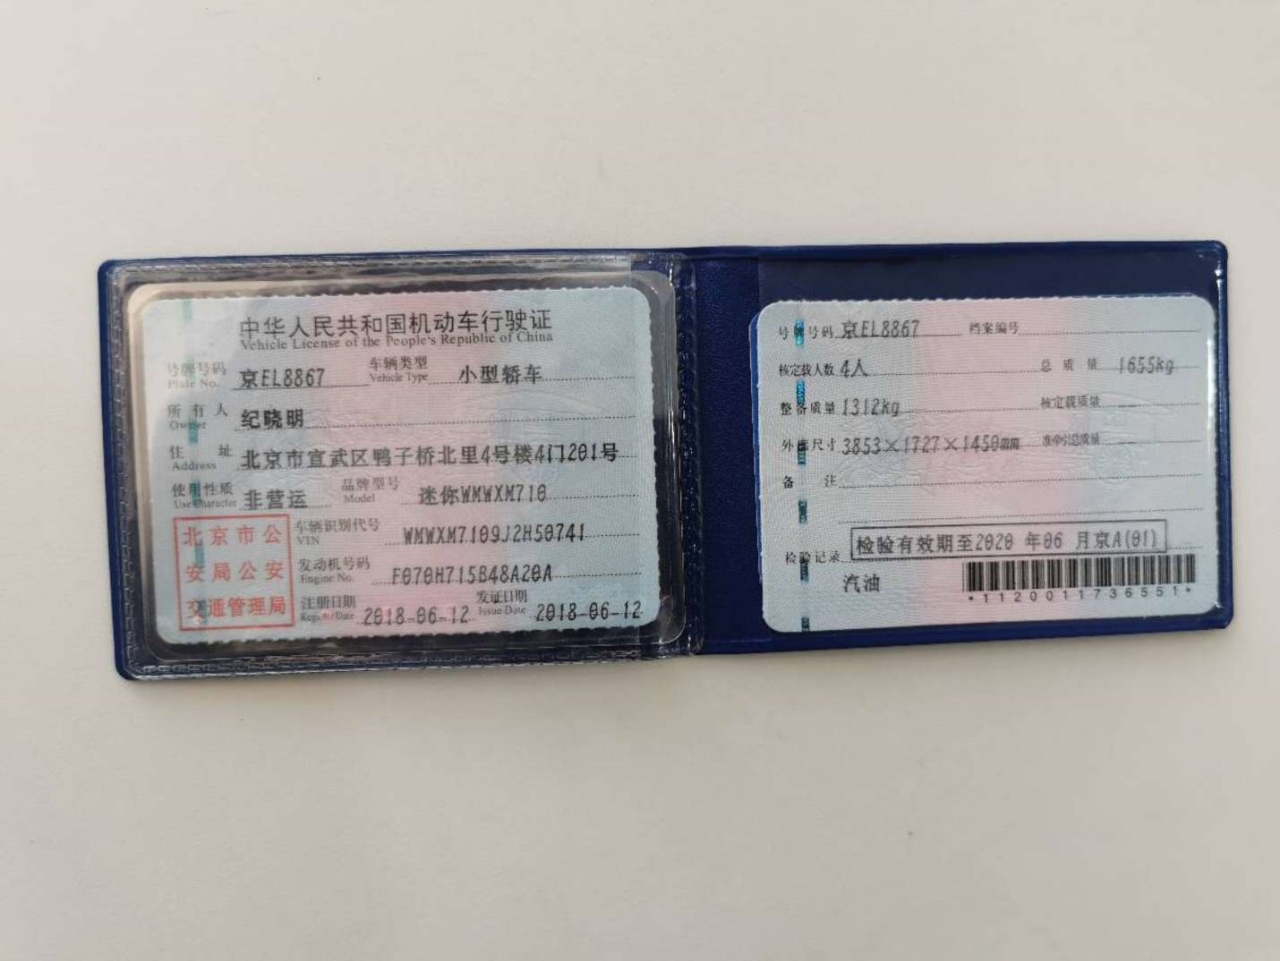 中华人民共和国机动车行驶证
Vehicle License of the People's Republic of China
号牌号码 京EL8867 车辆类型 小型轿车
Plate No. Vehicle Type
所有人 纪晓明
Owner
住址 北京市宣武区鸭子桥北里4号楼4门201号
Address
使用性质 非营运 品牌型号 迷你WMWXM710
Use Character Model
北京市公
安局公安
交通管理局
车辆识别代号 WMWXM7109J2H50741
VIN
发动机号码 F070H715B48A20A
Engine No.
注册日期 2018-06-12 发证日期 2018-06-12
Register Date Issue Date
号牌号码 京EL8867 档案编号
核定载人数 4人 总质量 1655kg
整备质量 1312kg 核定载质量
外廓尺寸 3853×1727×1450mm 准牵引总质量
备注
检验记录 检验有效期至2020年06月京A(01)
汽油
*1120011736551*